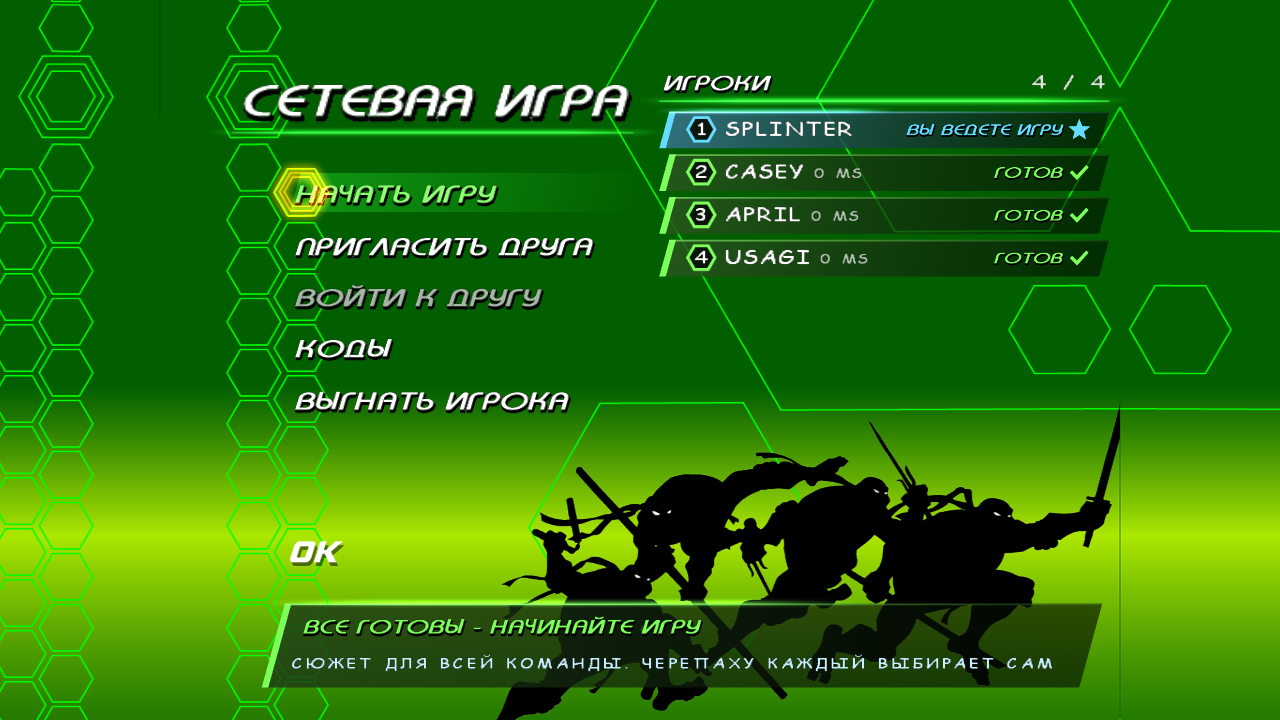 СЕТЕВАЯ ИГРА
НАЧАТЬ ИГРУ
ПРИГЛАСИТЬ ДРУГА
ВОЙТИ К ДРУГУ
КОДЫ
ВЫГНАТЬ ИГРОКА
OK
ИГРОКИ 4 / 4
1 SPLINTER ВЫ ВЕДЕТЕ ИГРУ
2 CASEY 0 MS ГОТОВ
3 APRIL 0 MS ГОТОВ
4 USAGI 0 MS ГОТОВ
ВСЕ ГОТОВЫ - НАЧИНАЙТЕ ИГРУ
СЮЖЕТ ДЛЯ ВСЕЙ КОМАНДЫ. ЧЕРЕПАХУ КАЖДЫЙ ВЫБИРАЕТ САМ